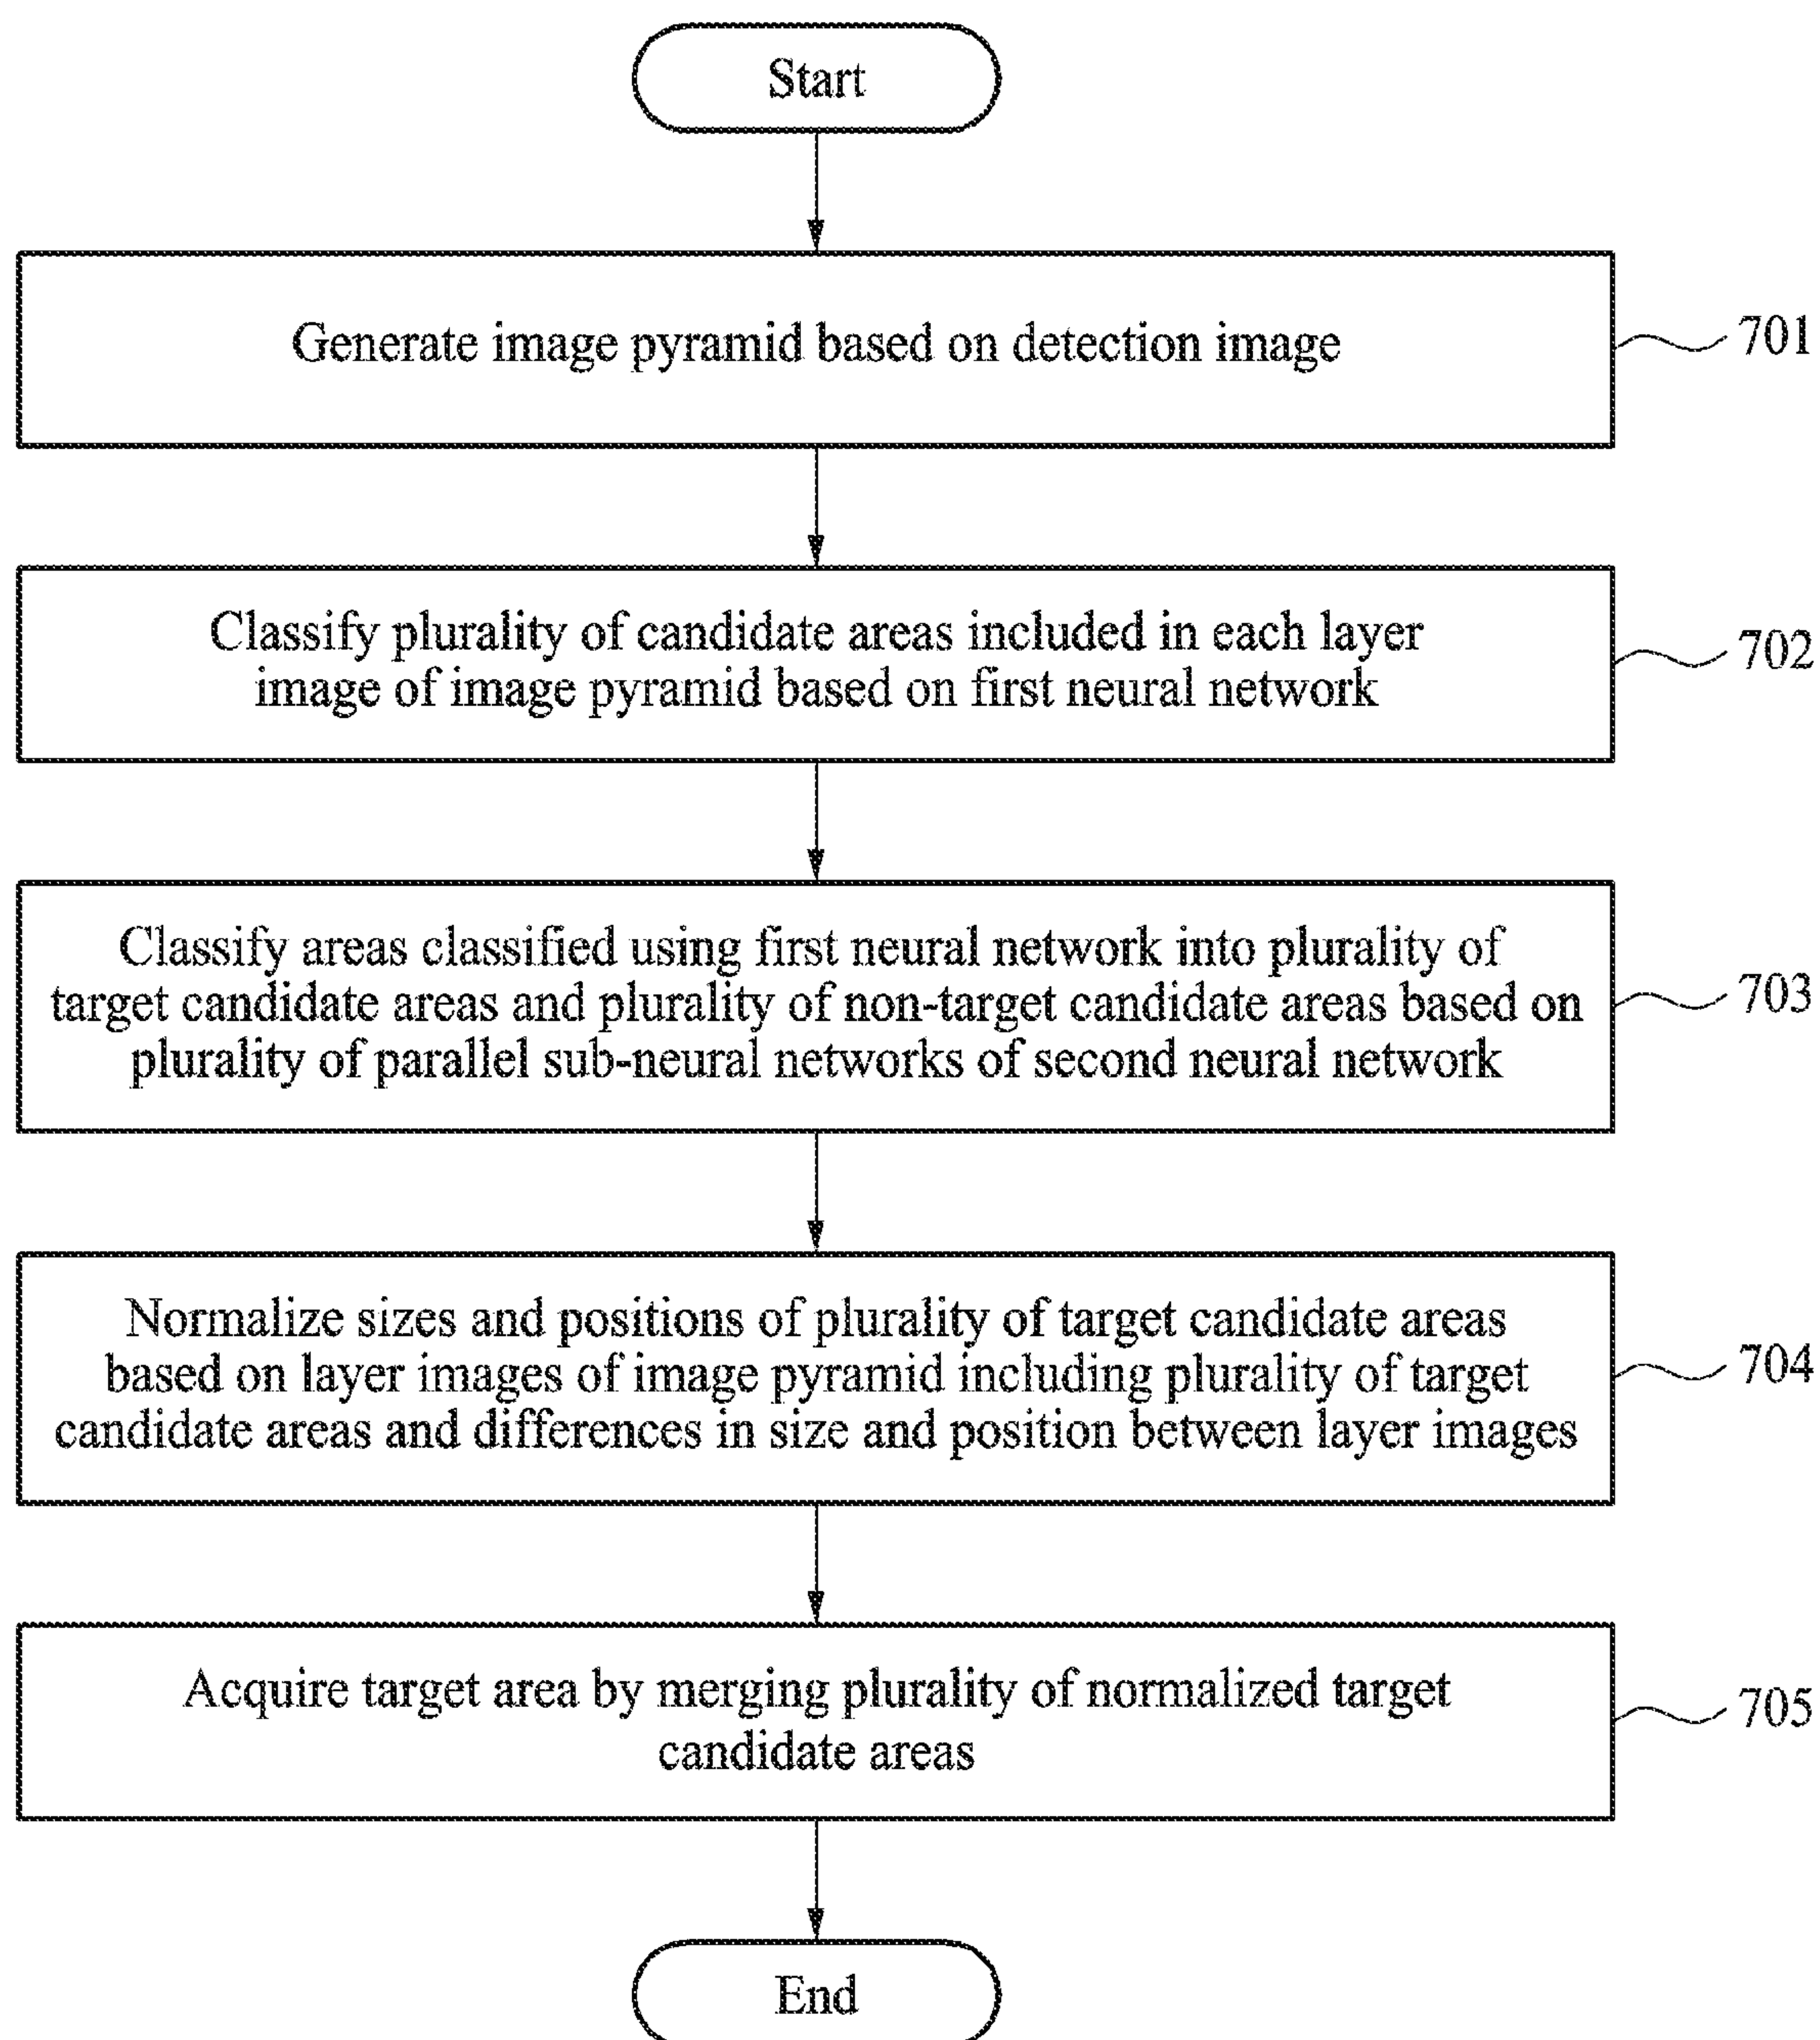 Start
Generate image pyramid based on detection image
701
Classify plurality of candidate areas included in each layer
image of image pyramid based on first neural network
702
Classify areas classified using first neural network into plurality of
target candidate areas and plurality of non-target candidate areas based on
plurality of parallel sub-neural networks of second neural network
703
Normalize sizes and positions of plurality of target candidate areas
based on layer images of image pyramid including plurality of target
candidate areas and differences in size and position between layer images
704
Acquire target area by merging plurality of normalized target
candidate areas
705
End